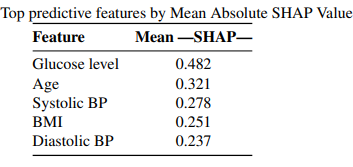 Top predictive features by Mean Absolute SHAP Value
Feature Mean —SHAP—
Glucose level 0.482
Age 0.321
Systolic BP 0.278
BMI 0.251
Diastolic BP 0.237